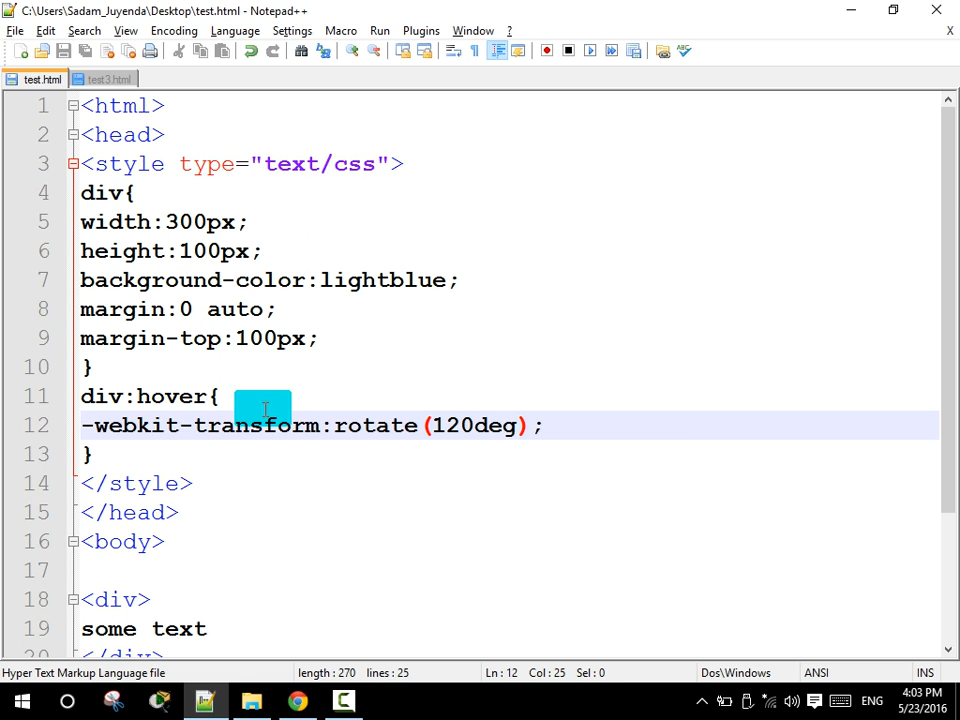 C:\Users\Sadam_Juyenda\Desktop\test.html - Notepad++
File Edit Search View Encoding Language Settings Macro Run Plugins Window ? X
test.html test3.html
1 <html>
2 <head>
3 <style type="text/css">
4 div{
5 width:300px;
6 height:100px;
7 background-color:lightblue;
8 margin:0 auto;
9 margin-top:100px;
10 }
11 div:hover{
12 -webkit-transform:rotate(120deg);
13 }
14 </style>
15 </head>
16 <body>
17
18 <div>
19 some text
20 </div>
Hyper Text Markup Language file length : 270 lines : 25 Ln : 12 Col : 25 Sel : 0 Dos\Windows ANSI INS
ENG 4:03 PM
5/23/2016